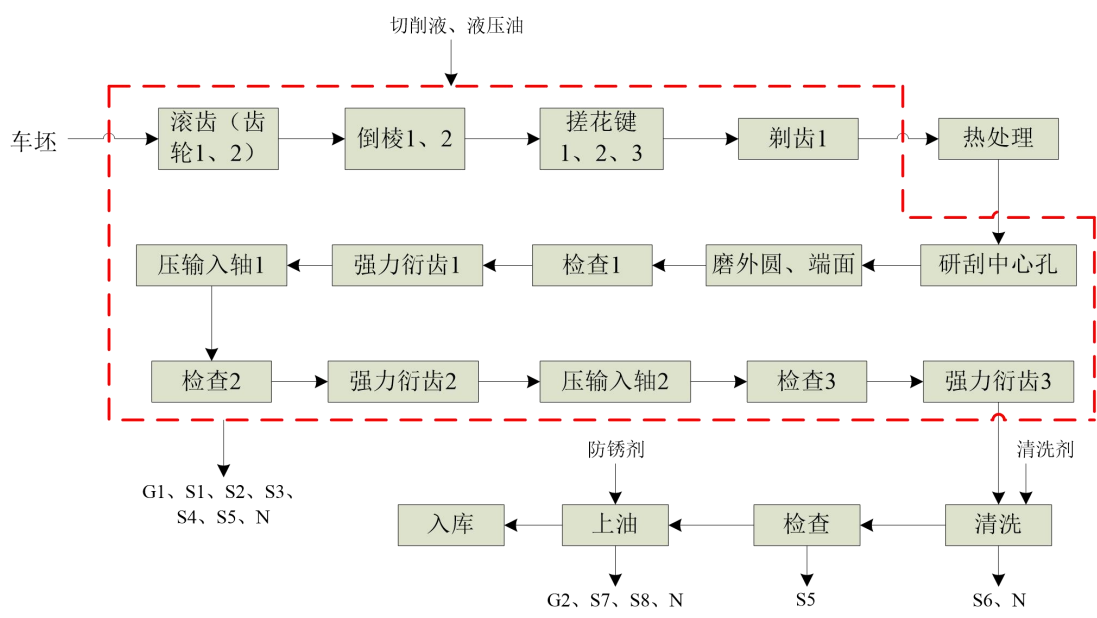 切削液、液压油
车坯
滚齿（齿
轮1、2）
倒棱1、2
搓花键
1、2、3
剃齿1
热处理
压输入轴1
强力衍齿1
检查1
磨外圆、端面
研刮中心孔
检查2
强力衍齿2
压输入轴2
检查3
强力衍齿3
G1、S1、S2、S3、
S4、S5、N
防锈剂
清洗剂
入库
上油
检查
清洗
G2、S7、S8、N
S5
S6、N